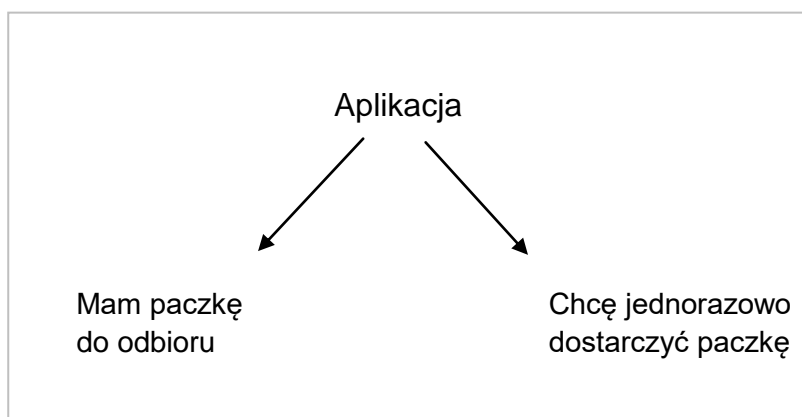 Aplikacja
Mam paczkę
do odbioru
Chcę jednorazowo
dostarczyć paczkę